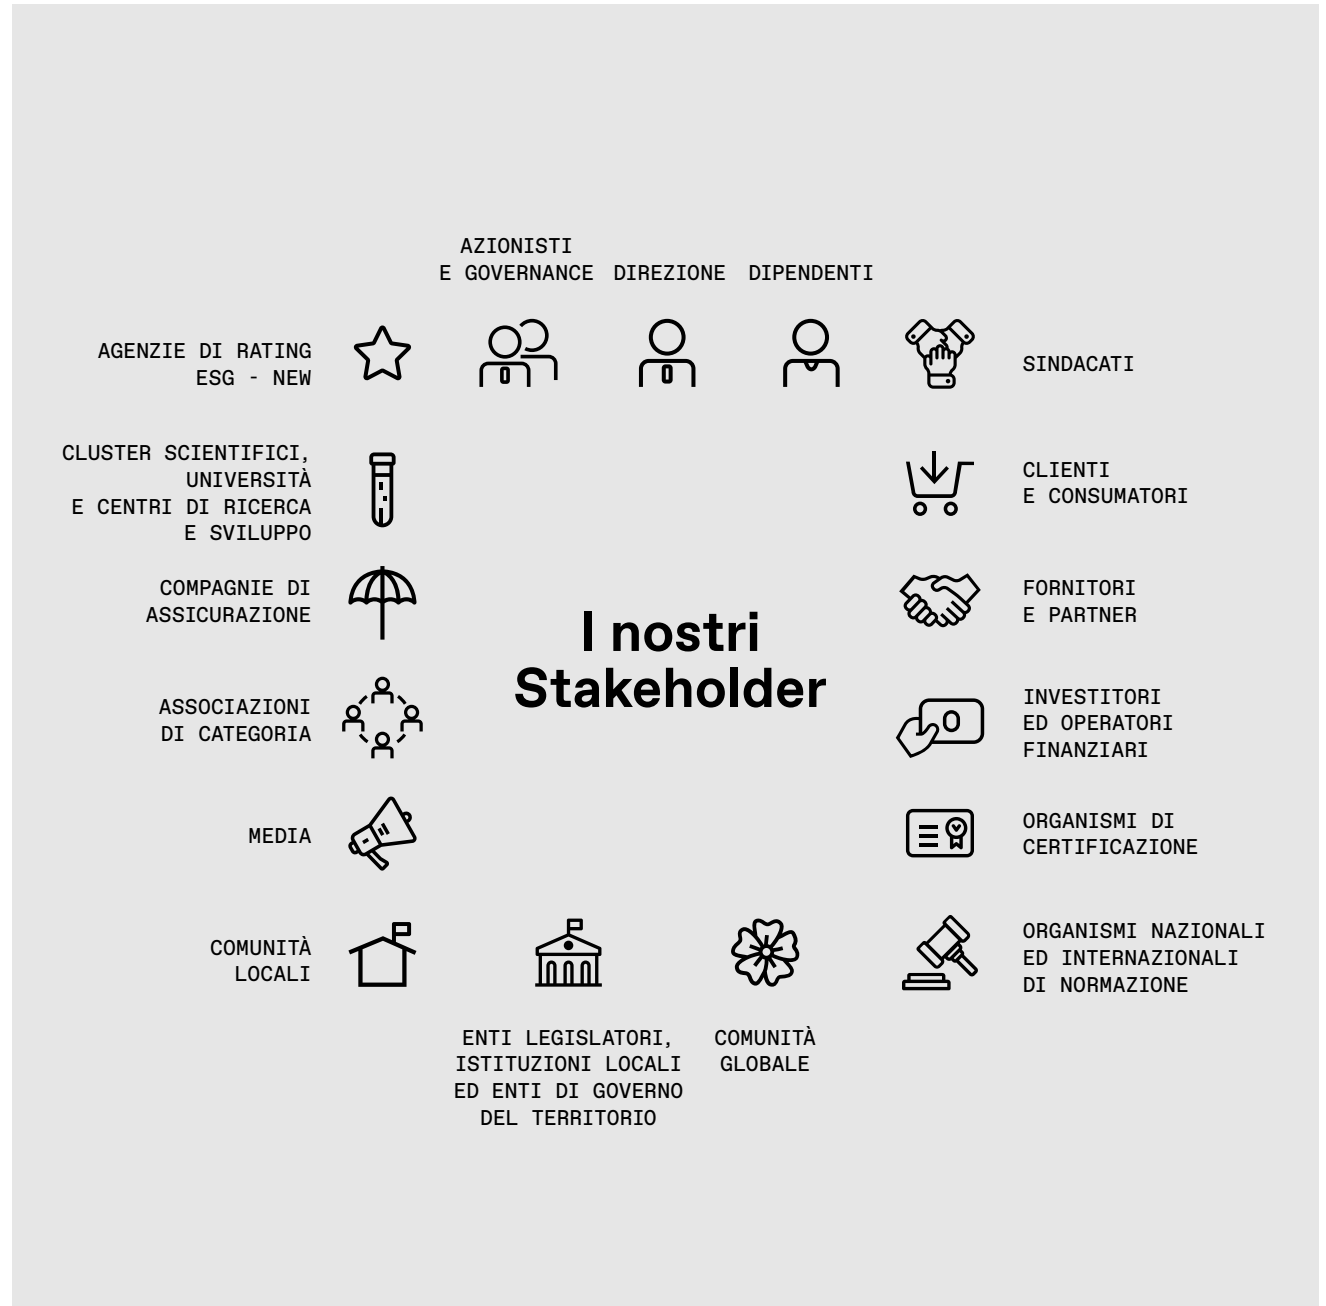 AZIONISTI
E GOVERNANCE
DIREZIONE
DIPENDENTI
AGENZIE DI RATING
ESG - NEW
SINDACATI
CLUSTER SCIENTIFICI,
UNIVERSITÀ
E CENTRI DI RICERCA
E SVILUPPO
CLIENTI
E CONSUMATORI
COMPAGNIE DI
ASSICURAZIONE
FORNITORI
E PARTNER
I nostri
Stakeholder
ASSOCIAZIONI
DI CATEGORIA
INVESTITORI
ED OPERATORI
FINANZIARI
MEDIA
ORGANISMI DI
CERTIFICAZIONE
COMUNITÀ
LOCALI
ORGANISMI NAZIONALI
ED INTERNAZIONALI
DI NORMAZIONE
ENTI LEGISLATORI,
ISTITUZIONI LOCALI
ED ENTI DI GOVERNO
DEL TERRITORIO
COMUNITÀ
GLOBALE